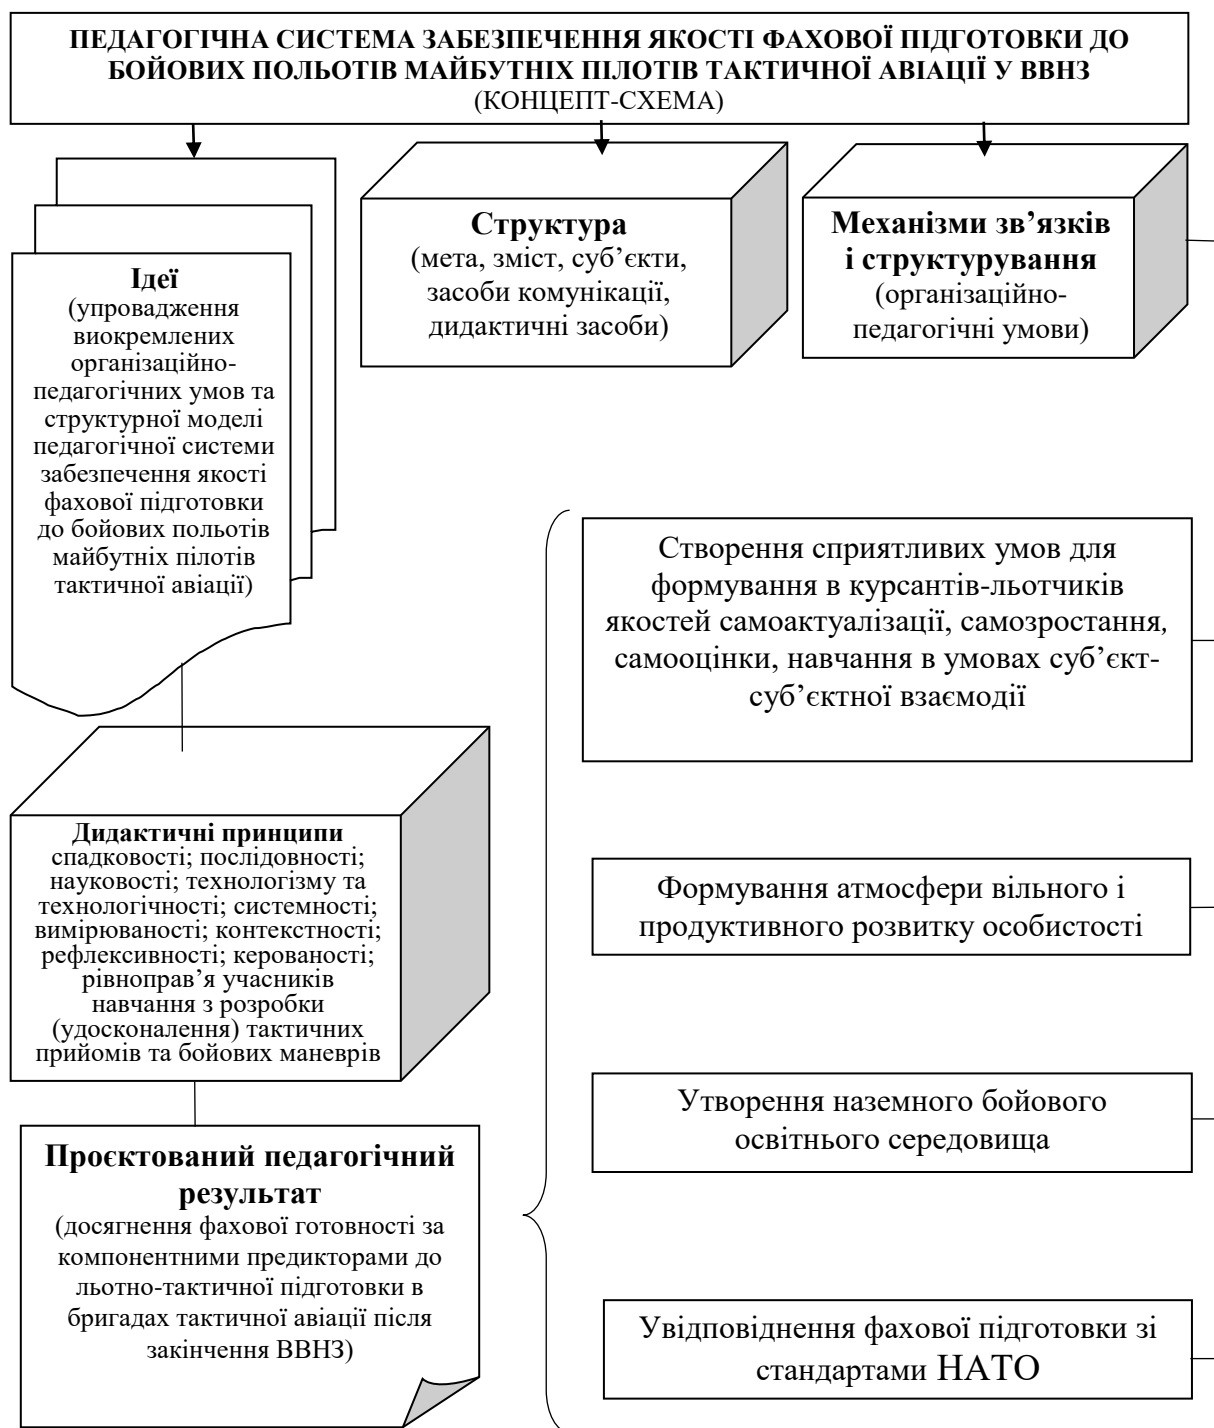 ПЕДАГОГІЧНА СИСТЕМА ЗАБЕЗПЕЧЕННЯ ЯКОСТІ ФАХОВОЇ ПІДГОТОВКИ ДО
БОЙОВИХ ПОЛЬОТІВ МАЙБУТНІХ ПІЛОТІВ ТАКТИЧНОЇ АВІАЦІЇ У ВВНЗ
(КОНЦЕПТ-СХЕМА)
Ідеї
(упровадження
виокремлених
організаційно-
педагогічних умов та
структурної моделі
педагогічної системи
забезпечення якості
фахової підготовки
до бойових польотів
майбутніх пілотів
тактичної авіації)
Структура
(мета, зміст, суб’єкти,
засоби комунікації,
дидактичні засоби)
Механізми зв’язків
і структурування
(організаційно-
педагогічні умови)
Дидактичні принципи
спадковості; послідовності;
науковості; технологізму та
технологічності; системності;
вимірюваності; контекстності;
рефлексивності; керованості;
рівноправ’я учасників
навчання з розробки
(удосконалення) тактичних
прийомів та бойових маневрів
Проєктований педагогічний
результат
(досягнення фахової готовності за
компонентними предикторами до
льотно-тактичної підготовки в
бригадах тактичної авіації після
закінчення ВВНЗ)
Створення сприятливих умов для
формування в курсантів-льотчиків
якостей самоактуалізації, самозростання,
самооцінки, навчання в умовах суб’єкт-
суб’єктної взаємодії
Формування атмосфери вільного і
продуктивного розвитку особистості
Утворення наземного бойового
освітнього середовища
Увідповіднення фахової підготовки зі
стандартами НАТО